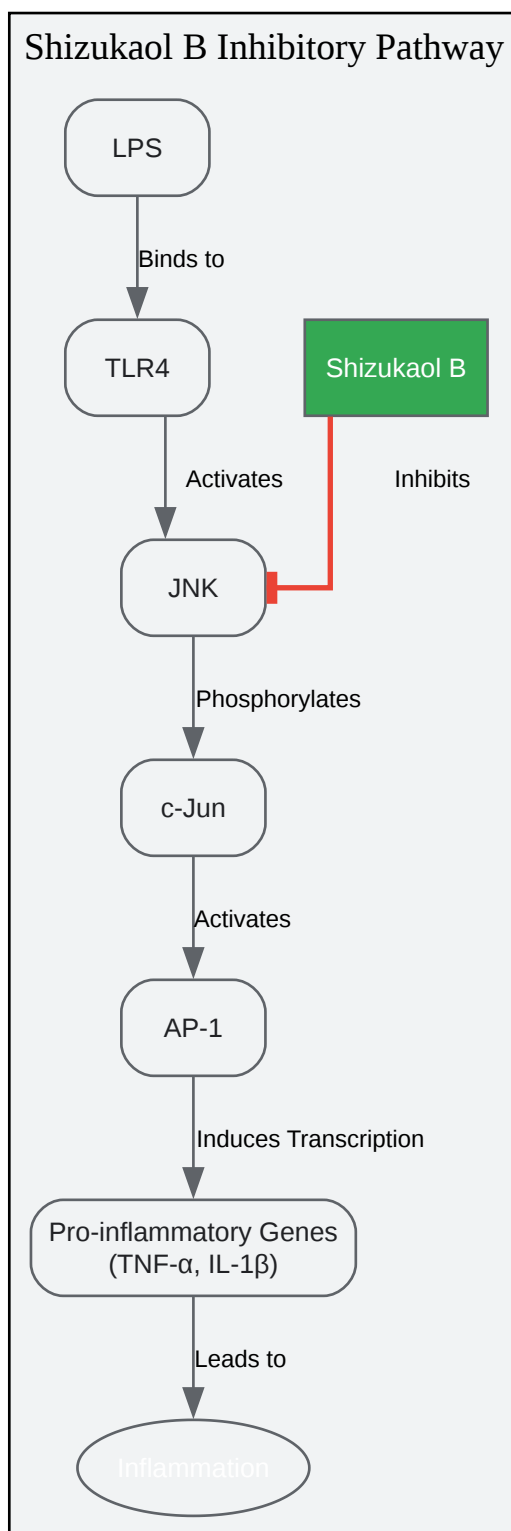 Shizukaol B Inhibitory Pathway
LPS
Binds to
TLR4
Shizukaol B
Activates
Inhibits
JNK
Phosphorylates
c-Jun
Activates
AP-1
Induces Transcription
Pro-inflammatory Genes
(TNF-α, IL-1β)
Leads to
Inflammation